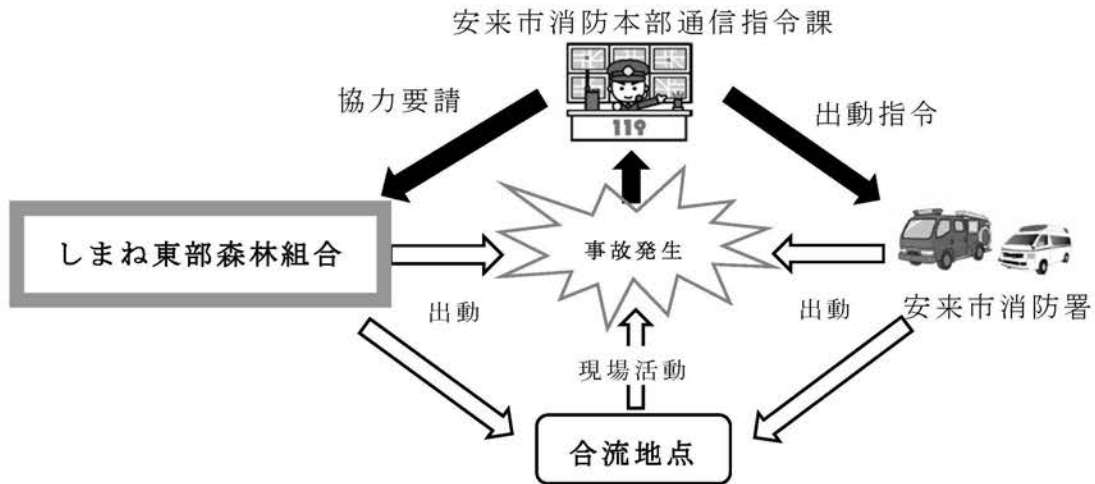 安来市消防本部通信指令課
協力要請
出動指令
119
しまね東部森林組合
事故発生
出動
出動
安来市消防署
現場活動
合流地点